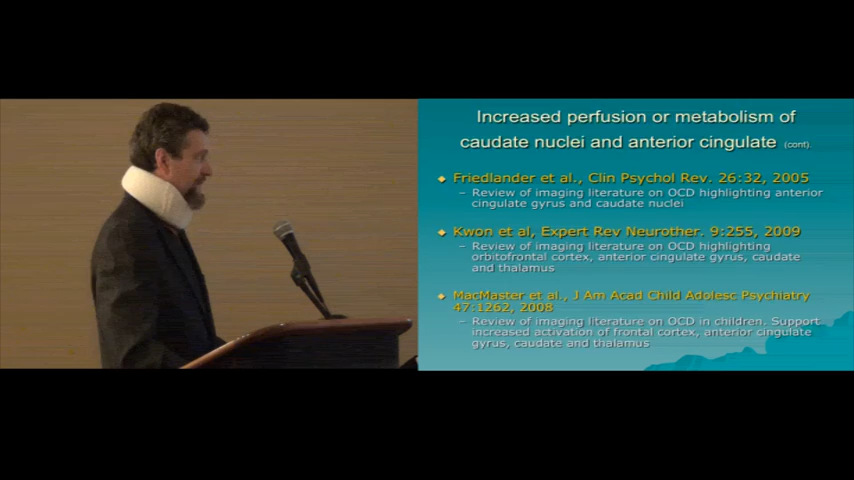 Increased perfusion or metabolism of
caudate nuclei and anterior cingulate (cont).
Friedlander et al., Clin Psychol Rev. 26:32, 2005
– Review of imaging literature on OCD highlighting anterior
cingulate gyrus and caudate nuclei
Kwon et al, Expert Rev Neurother. 9:255, 2009
– Review of imaging literature on OCD highlighting
orbitofrontal cortex, anterior cingulate gyrus, caudate
and thalamus
MacMaster et al., J Am Acad Child Adolesc Psychiatry
47:1262, 2008
– Review of imaging literature on OCD in children. Support
increased activation of frontal cortex, anterior cingulate
gyrus, caudate and thalamus